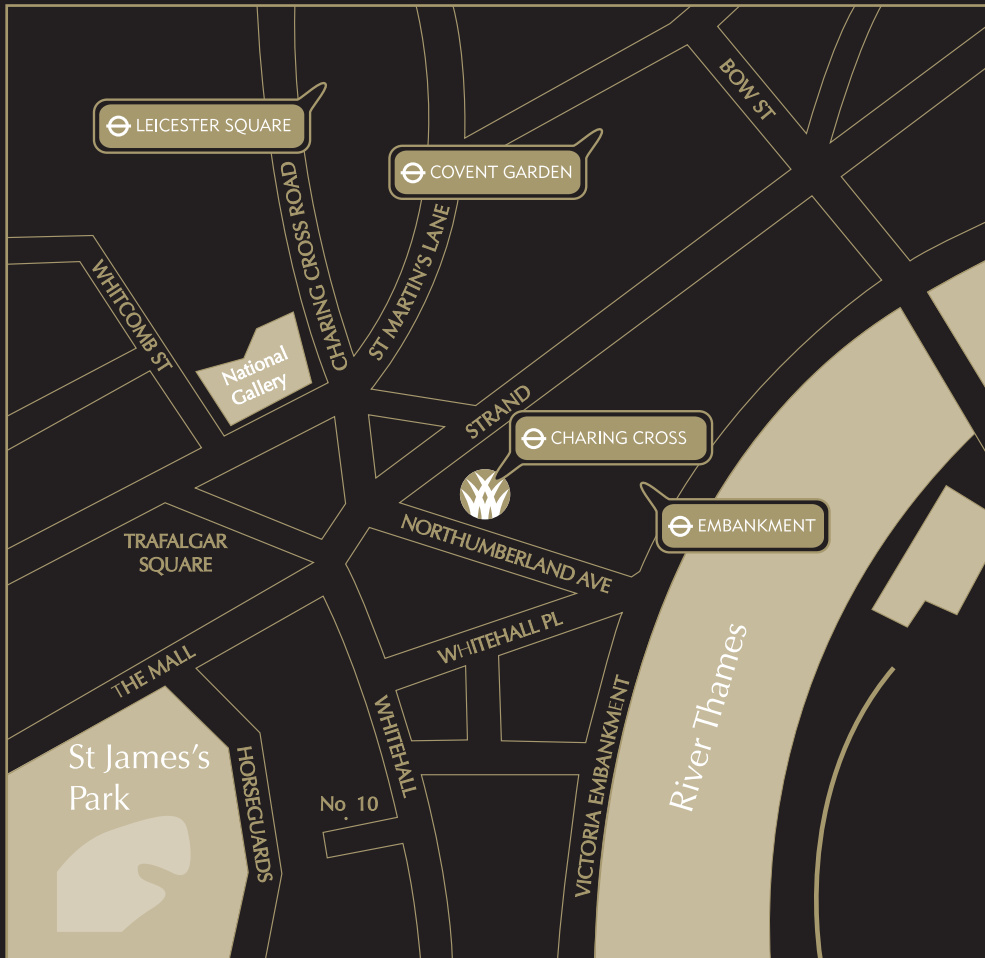 BOW ST
LEICESTER SQUARE
COVENT GARDEN
CHARING CROSS ROAD
ST MARTIN'S LANE
WHITCOMB ST
National
Gallery
STRAND
CHARING CROSS
EMBANKMENT
NORTHUMBERLAND AVE
TRAFALGAR
SQUARE
WHITEHALL PL
THE MALL
River Thames
WHITEHALL
VICTORIA EMBANKMENT
St James's
Park
HORSEGUARDS
No 10